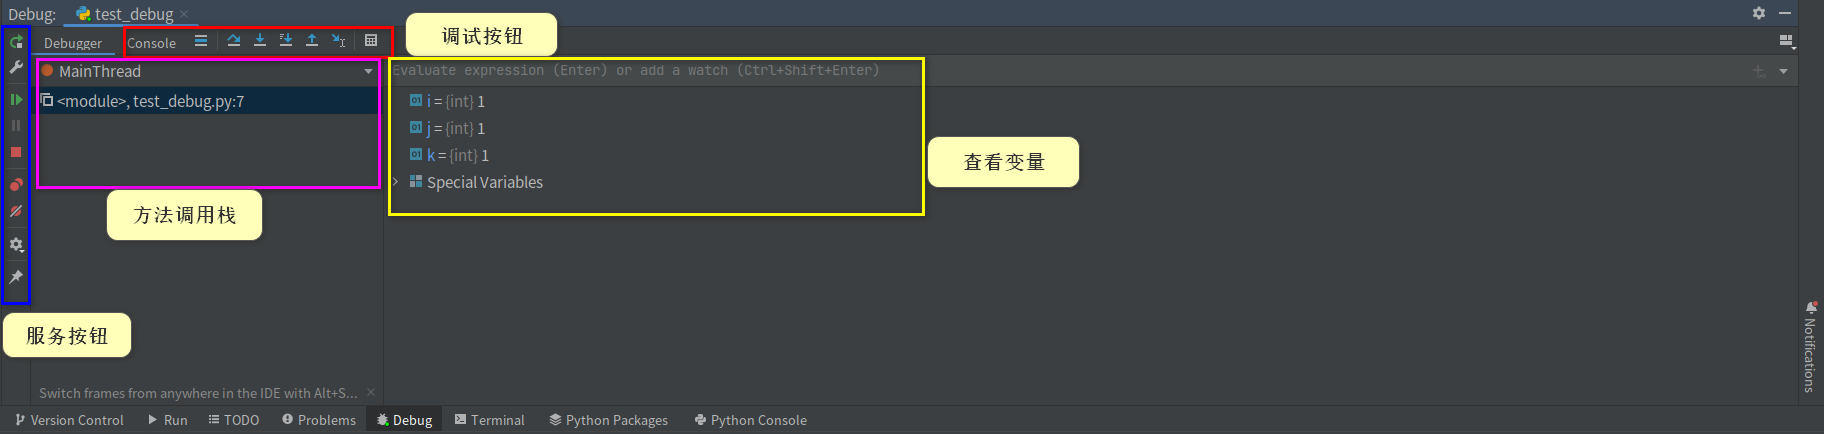 Debug: test_debug
Debugger Console
调试按钮
MainThread
Evaluate expression (Enter) or add a watch (Ctrl+Shift+Enter)
<module>, test_debug.py:7
i = {int} 1
j = {int} 1
k = {int} 1
Special Variables
查看变量
方法调用栈
服务按钮
Notifications
Switch frames from anywhere in the IDE with Alt+S...
Version Control Run TODO Problems Debug Terminal Python Packages Python Console